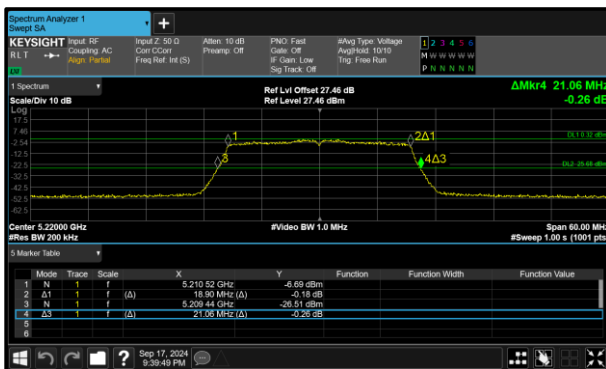 Spectrum Analyzer 1
Swept SA
+
KEYSIGHT Input: RF Input Z: 50 Ω Atten: 10 dB PNO: Fast #Avg Type: Voltage 1 2 3 4 5 6
RLT Coupling: AC Corr CCorr Preamp: Off Gate: Off Avg|Hold: 10/10 M W W W W W
Align: Partial Freq Ref: Int (S) IF Gain: Low Trig: Free Run P N N N N N
Sig Track: Off
1 Spectrum Ref Lvl Offset 27.46 dB ΔMkr4 21.06 MHz
Scale/Div 10 dB Ref Level 27.46 dBm -0.26 dB
Log
17.5
7.46
-2.54
-12.5
-22.5
-32.5
-42.5
-52.5
-62.5
1
2Δ1
3
4Δ3
Center 5.22000 GHz #Video BW 1.0 MHz Span 60.00 MHz
#Res BW 200 kHz #Sweep 1.00 s (1001 pts)
5 Marker Table
Mode Trace Scale X Y Function Function Width Function Value
1 N 1 f 5.210 52 GHz -6.69 dBm
2 Δ1 1 f (Δ) 18.90 MHz (Δ) -0.18 dB
3 N 1 f 5.209 44 GHz -26.51 dBm
4 Δ3 1 f (Δ) 21.06 MHz (Δ) -0.26 dB
5
6
? Sep 17, 2024
9:39:49 PM